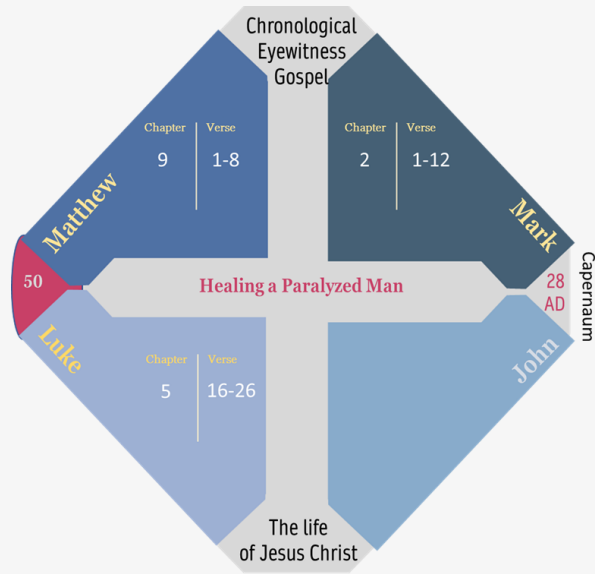 Chronological
Eyewitness
Gospel
Chapter Verse
9 1-8
Matthew
Chapter Verse
2 1-12
Mark
50
Healing a Paralyzed Man
28
AD
Capernaum
Luke
Chapter Verse
5 16-26
John
The life
of Jesus Christ